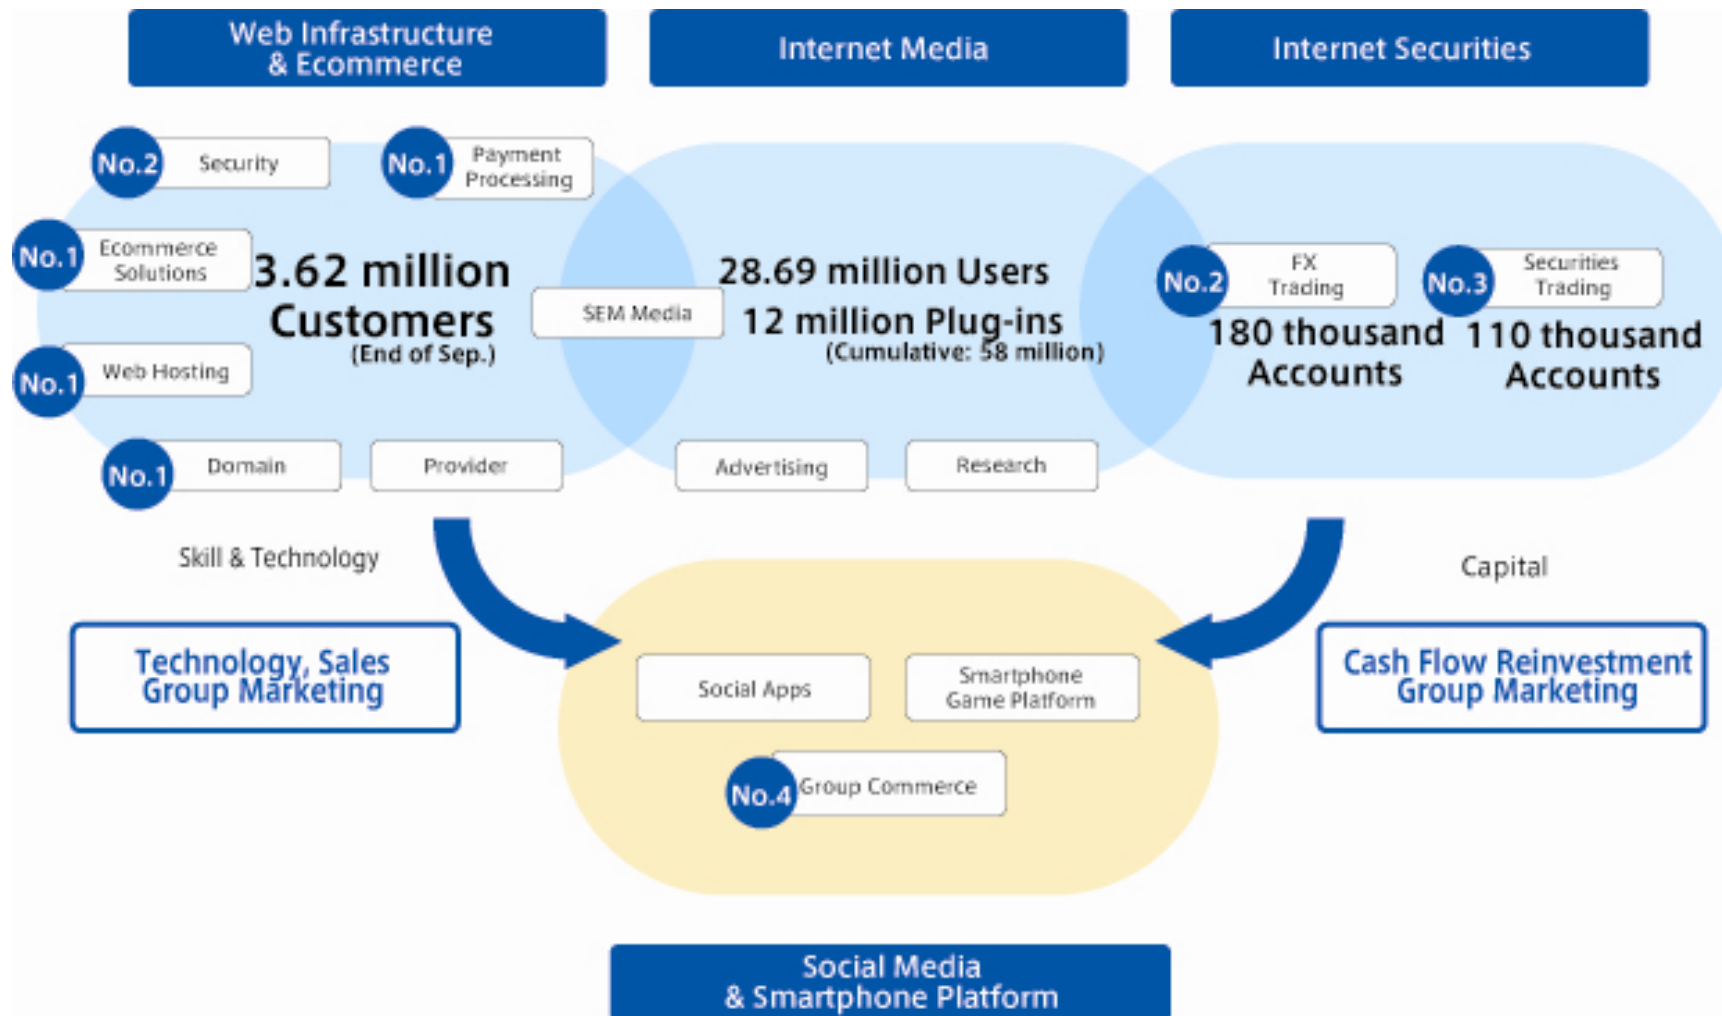 Web Infrastructure
& Ecommerce
Internet Media
Internet Securities
No.2
Security
No.1
Payment
Processing
No.1
Ecommerce
Solutions
3.62 million
Customers
(End of Sep.)
No.1
Web Hosting
No.1
Domain
Provider
SEM Media
28.69 million Users
12 million Plug-ins
(Cumulative: 58 million)
Advertising
Research
No.2
FX
Trading
180 thousand
Accounts
No.3
Securities
Trading
110 thousand
Accounts
Skill & Technology
Technology, Sales
Group Marketing
Capital
Cash Flow Reinvestment
Group Marketing
Social Apps
Smartphone
Game Platform
No.4
Group Commerce
Social Media
& Smartphone Platform